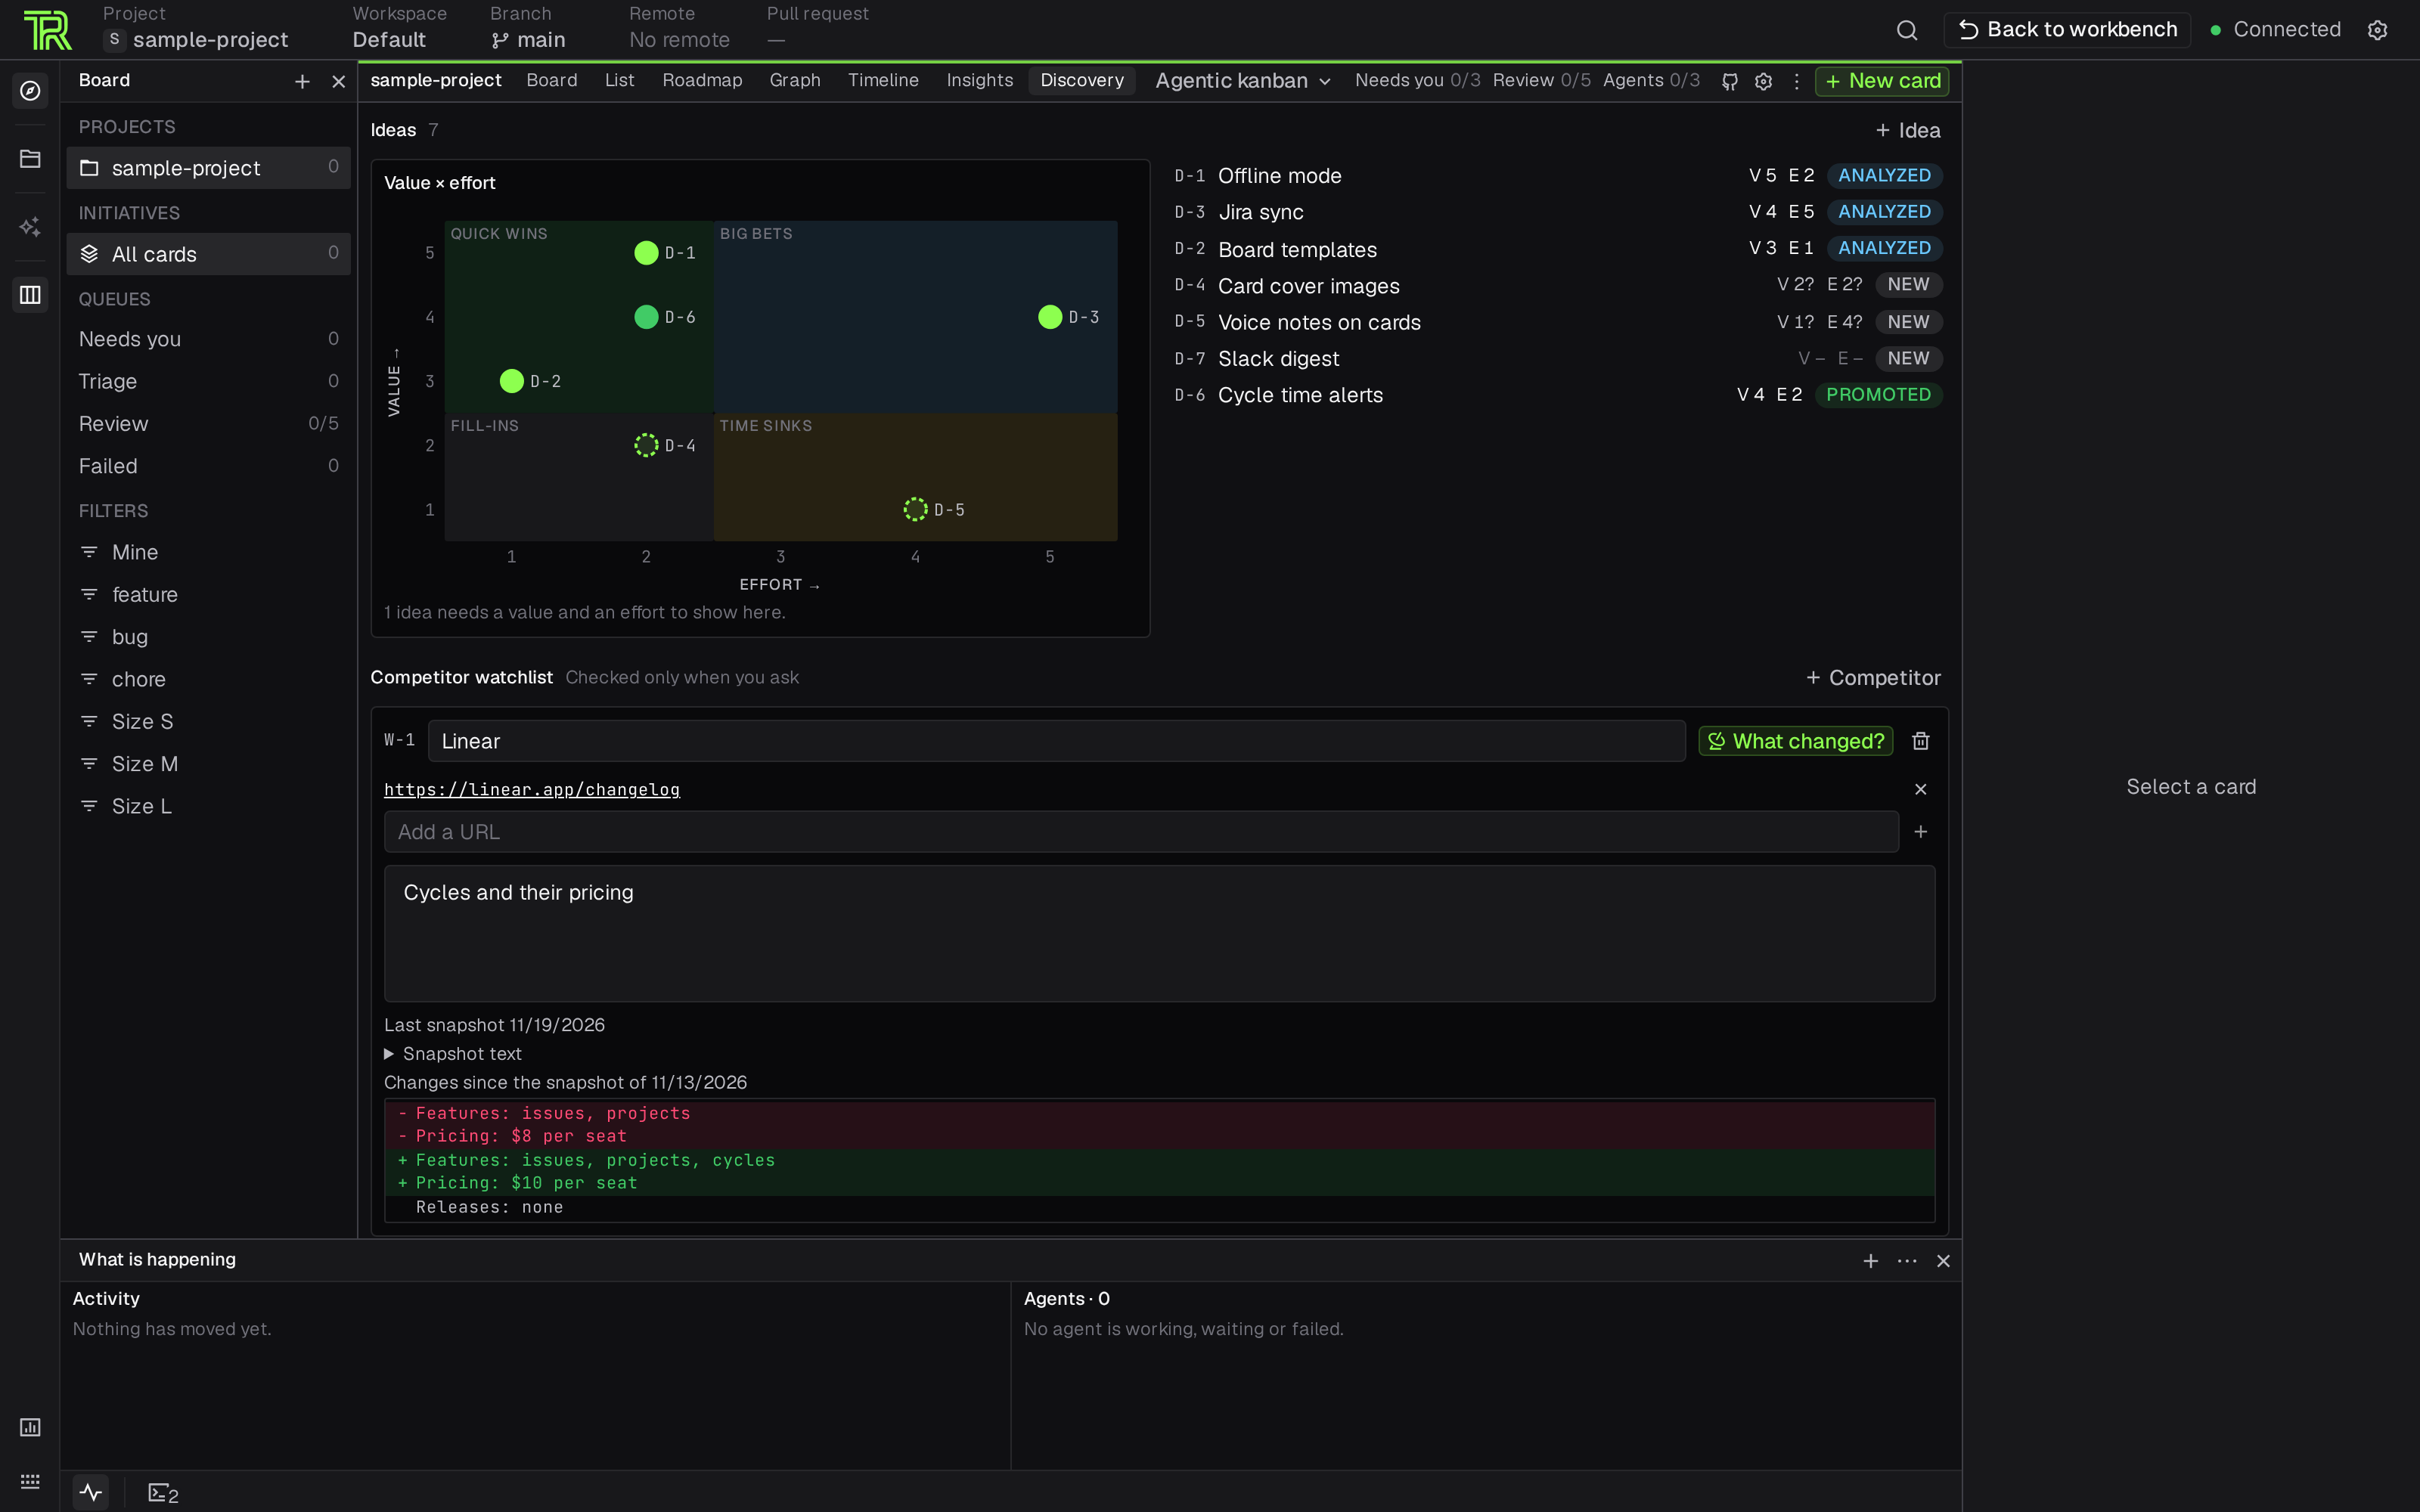 Project
S sample-project
Workspace
Default
Branch
main
Remote
No remote
Pull request
—
Back to workbench
Connected
Board
PROJECTS
sample-project 0
INITIATIVES
All cards 0
QUEUES
Needs you 0
Triage 0
Review 0/5
Failed 0
FILTERS
Mine
feature
bug
chore
Size S
Size M
Size L
sample-project Board List Roadmap Graph Timeline Insights Discovery Agentic kanban Needs you 0/3 Review 0/5 Agents 0/3 + New card
Ideas 7
+ Idea
Value × effort
QUICK WINS
BIG BETS
FILL-INS
TIME SINKS
D-1
D-6
D-3
D-2
D-4
D-5
VALUE →
5
4
3
2
1
1 2 3 4 5
EFFORT →
1 idea needs a value and an effort to show here.
D-1 Offline mode V 5 E 2 ANALYZED
D-3 Jira sync V 4 E 5 ANALYZED
D-2 Board templates V 3 E 1 ANALYZED
D-4 Card cover images V 2? E 2? NEW
D-5 Voice notes on cards V 1? E 4? NEW
D-7 Slack digest V – E – NEW
D-6 Cycle time alerts V 4 E 2 PROMOTED
Competitor watchlist Checked only when you ask
+ Competitor
W-1 Linear What changed?
https://linear.app/changelog
Add a URL
Cycles and their pricing
Last snapshot 11/19/2026
Snapshot text
Changes since the snapshot of 11/13/2026
- Features: issues, projects
- Pricing: $8 per seat
+ Features: issues, projects, cycles
+ Pricing: $10 per seat
Releases: none
Select a card
What is happening
Activity
Nothing has moved yet.
Agents · 0
No agent is working, waiting or failed.
2